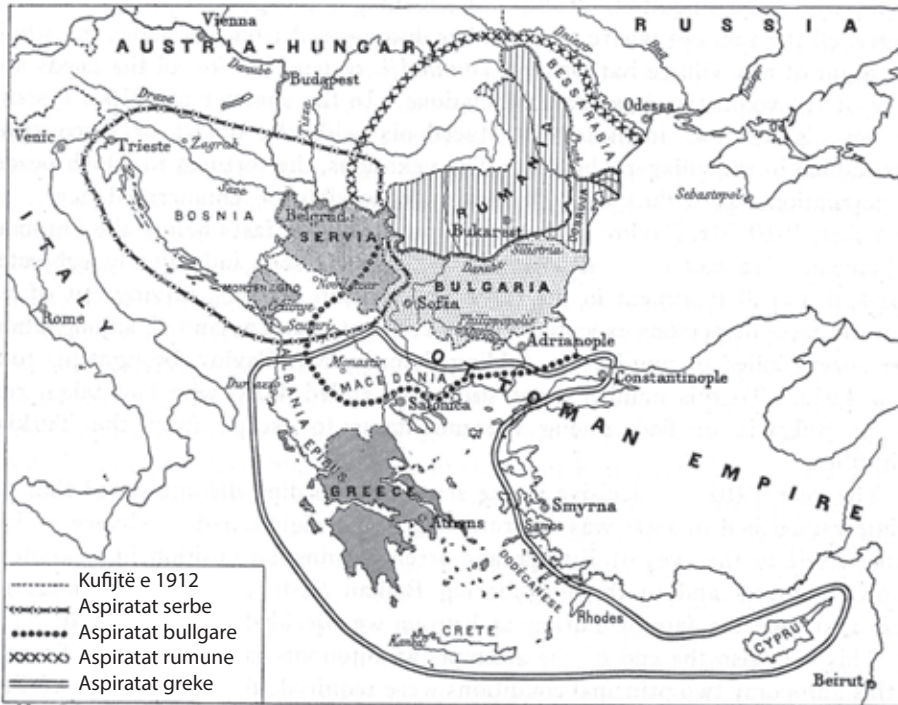 RUSSIA
Vienna
AUSTRIA-HUNGARY
Danube
Budapest
Dniester
BESSARABIA
Odessa
Drave
Theiss
Venic
Trieste
Zagrab
Save
RUMANIA
Sebastopol
ITALY
BOSNIA
Belgrad
SERVIA
Bukarest
DOBRUJA
Silistria
Danube
MONTENEGRO
Novibazar
BULGARIA
Sofia
Philippopolis
Rome
Scutari
Adrianople
Durazzo
Monastir
MACEDONIA
Constantinople
ALBANIA
Salonica
OTTOMAN EMPIRE
EPIRUS
GREECE
Smyrna
Athens
Samos
DODECANESE
Rhodes
CRETE
CYPRU
Beirut
Kufijtë e 1912
Aspiratat serbe
Aspiratat bullgare
Aspiratat rumune
Aspiratat greke